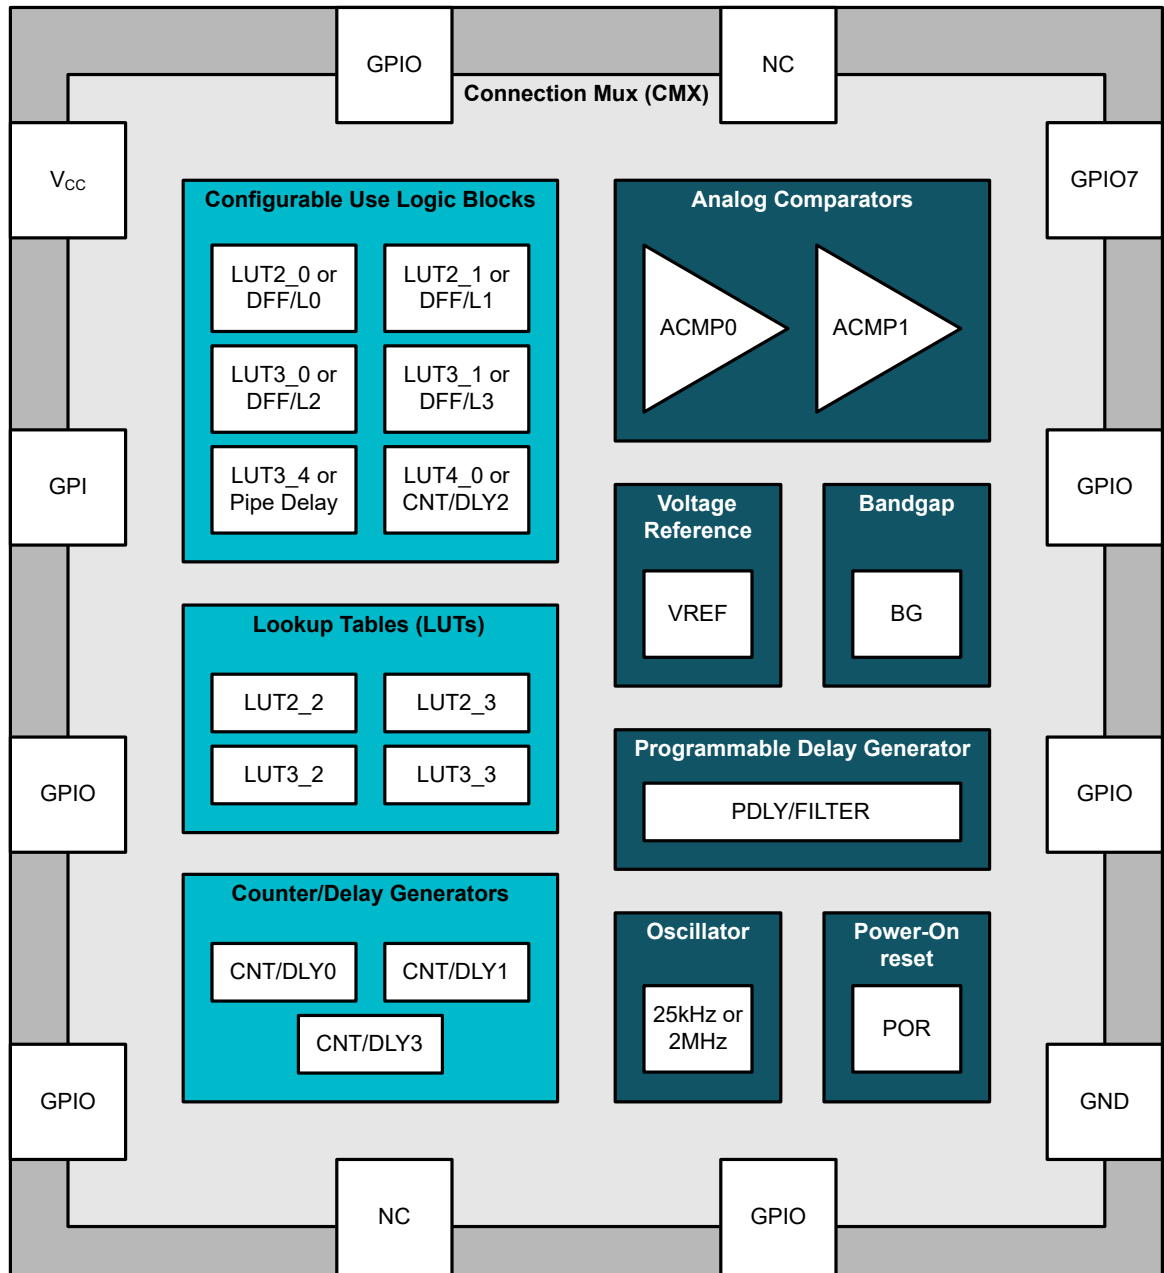 GPIO
NC
Connection Mux (CMX)
VCC
GPIO7
Configurable Use Logic Blocks
LUT2_0 or
DFF/L0
LUT2_1 or
DFF/L1
LUT3_0 or
DFF/L2
LUT3_1 or
DFF/L3
LUT3_4 or
Pipe Delay
LUT4_0 or
CNT/DLY2
Analog Comparators
ACMP0
ACMP1
GPI
GPIO
Voltage
Reference
VREF
Bandgap
BG
Lookup Tables (LUTs)
LUT2_2
LUT2_3
LUT3_2
LUT3_3
Programmable Delay Generator
PDLY/FILTER
GPIO
GPIO
Counter/Delay Generators
CNT/DLY0
CNT/DLY1
CNT/DLY3
Oscillator
25kHz or
2MHz
Power-On
reset
POR
GPIO
GND
NC
GPIO